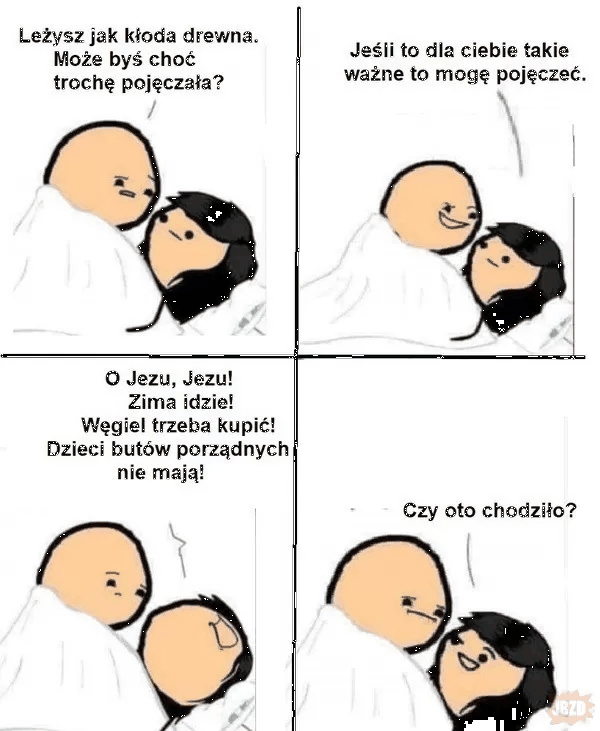 Leżysz jak kłoda drewna.
Może byś choć
trochę pojęczała?
Jeśli to dla ciebie takie
ważne to mogę pojęczeć.
O Jezu, Jezu!
Zima idzie!
Węgiel trzeba kupić!
Dzieci butów porządnych
nie mają!
Czy oto chodziło?
JBZD